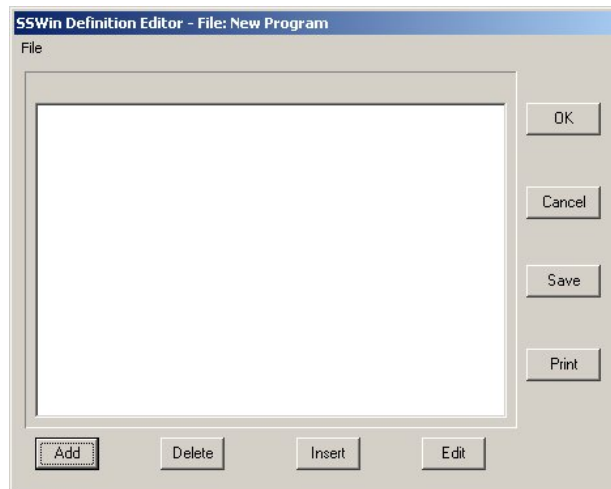 SSWin Definition Editor - File: New Program
File
OK
Cancel
Save
Print
Add Delete Insert Edit